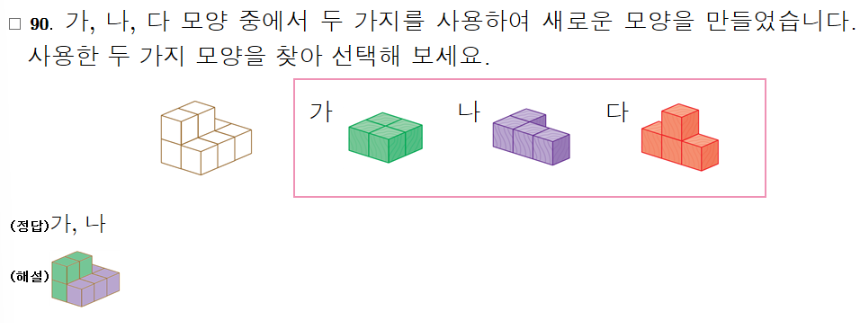 □ 90. 가, 나, 다 모양 중에서 두 가지를 사용하여 새로운 모양을 만들었습니다.
사용한 두 가지 모양을 찾아 선택해 보세요.
가 나 다
(정답)가, 나
(해설)